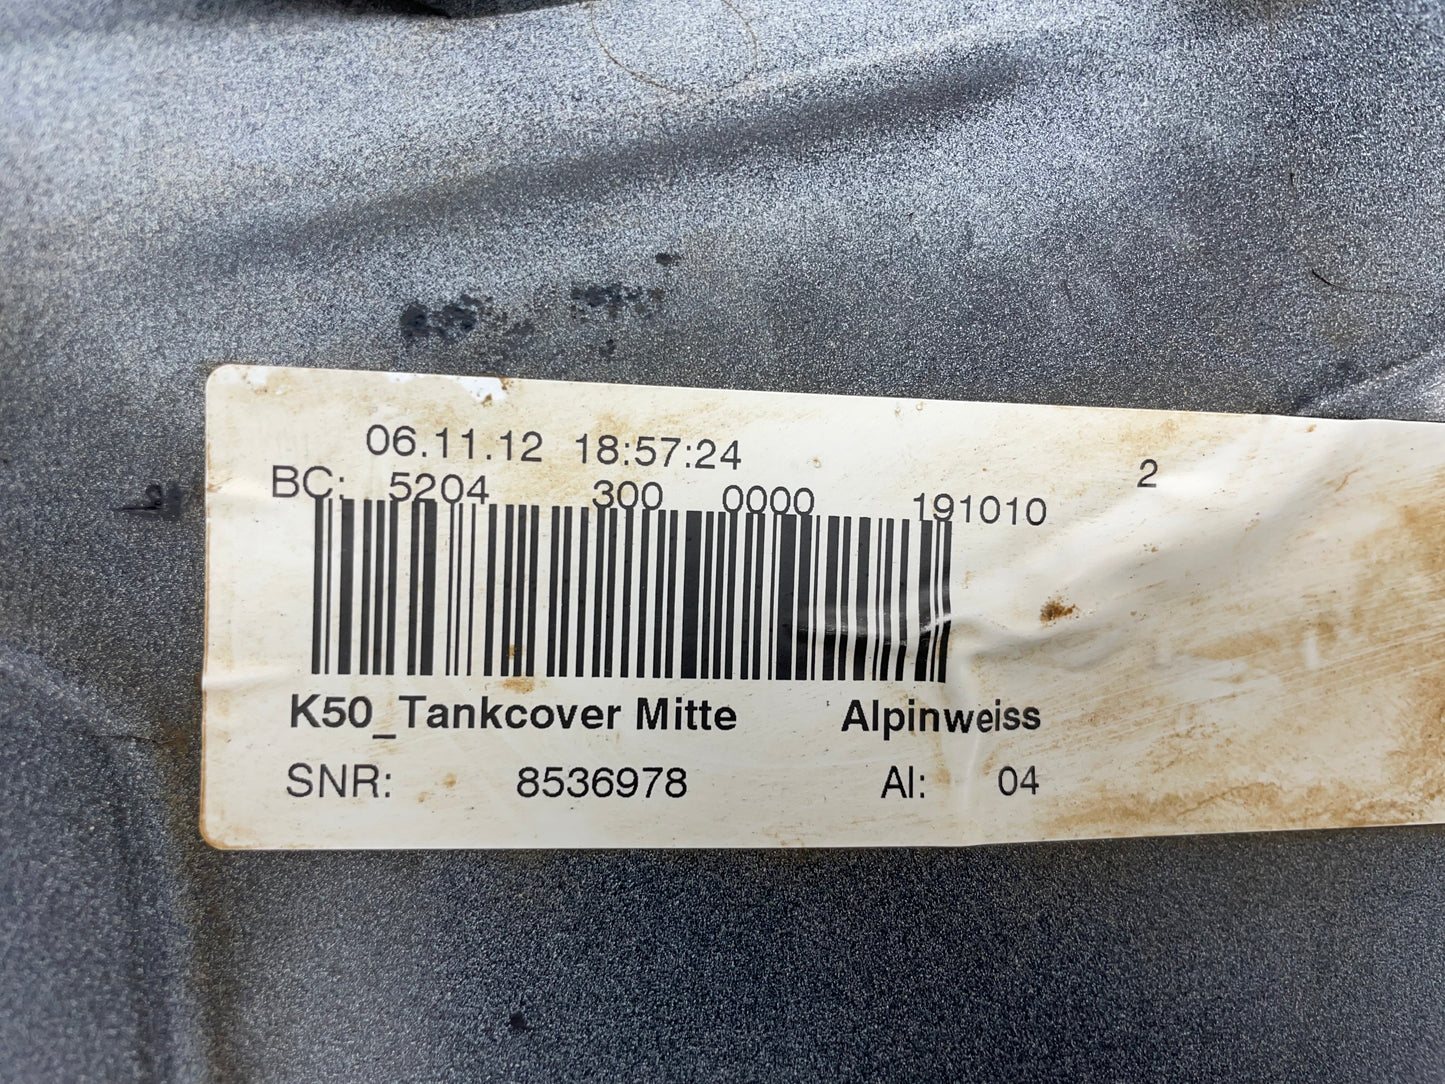 06.11.12 18:57:24
2
BC: 5204 300 0000 191010
K50_Tankcover Mitte Alpinweiss
SNR: 8536978 AI: 04